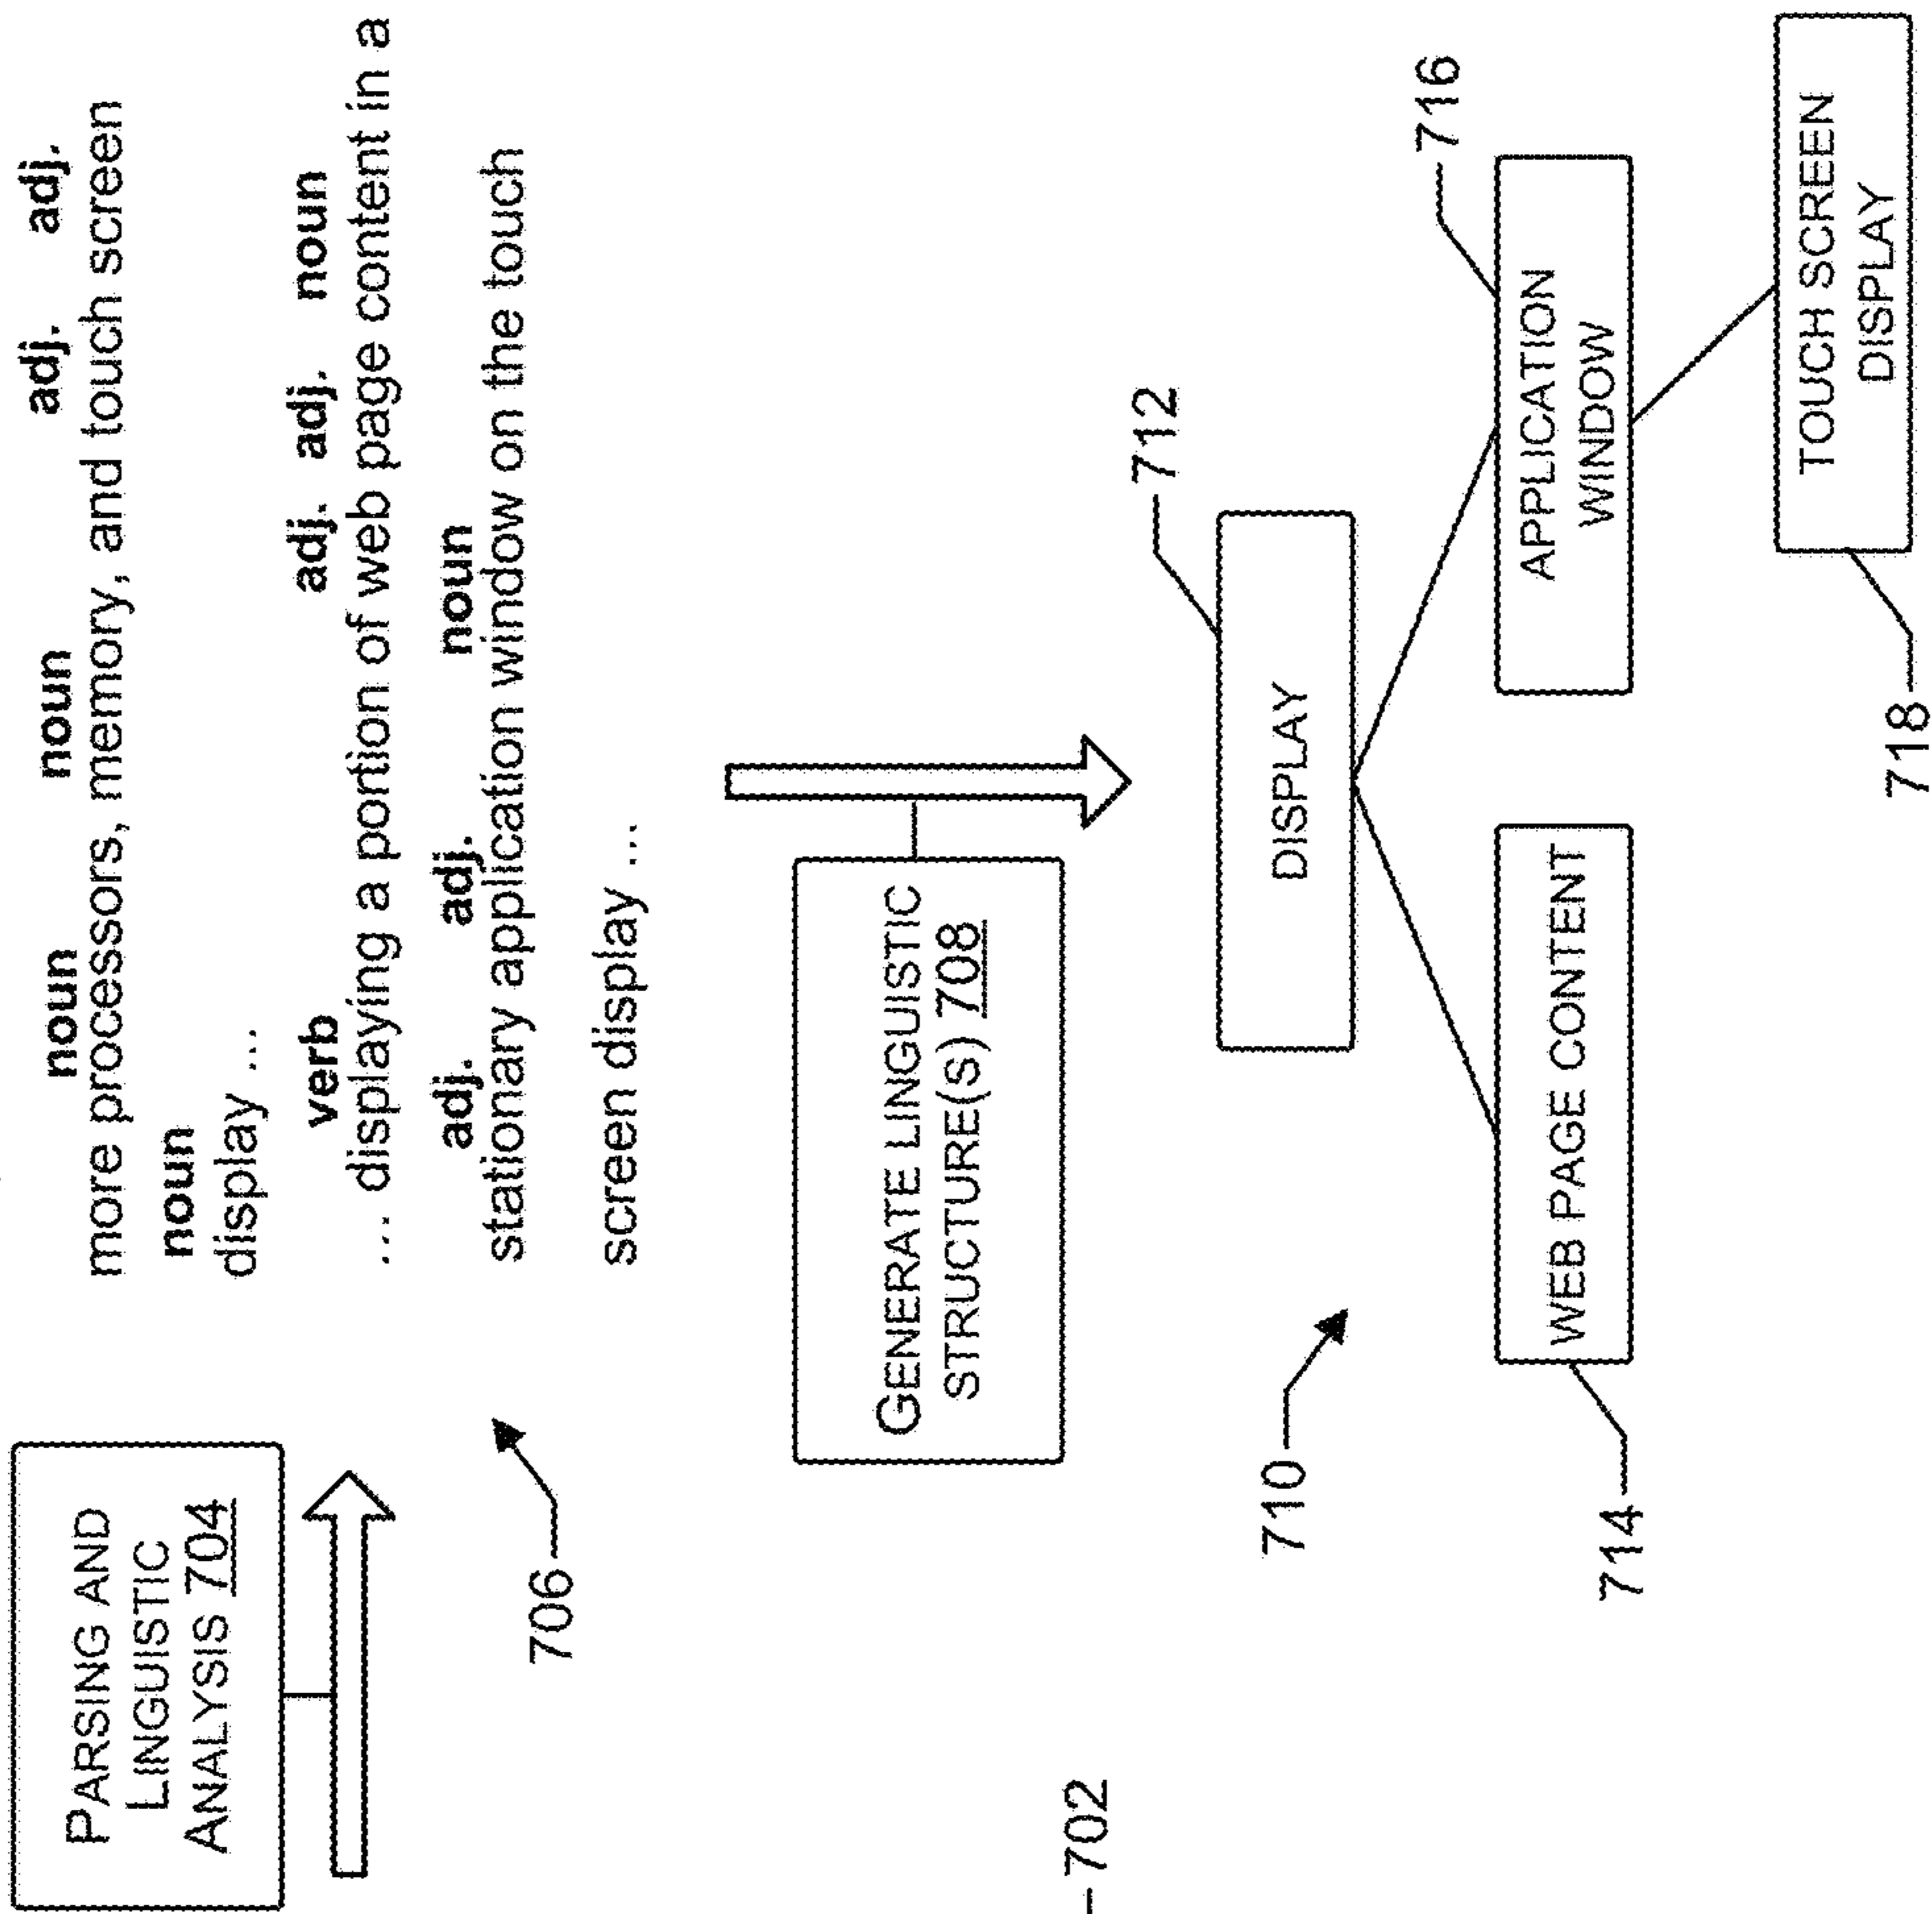 PARSING AND
LINGUISTIC
ANALYSIS 704
noun noun adj. adj.
more processors, memory, and touch screen
noun
display ...
verb adj. adj. noun
... displaying a portion of web page content in a
adj. adj. noun
stationary application window on the touch
screen display ...
706
GENERATE LINGUISTIC
STRUCTURE(S) 708
702
710
712
DISPLAY
714
WEB PAGE CONTENT
716
APPLICATION
WINDOW
718
TOUCH SCREEN
DISPLAY